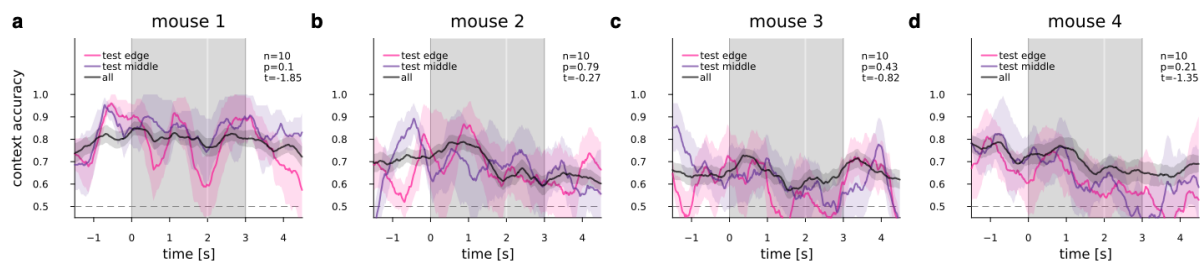 a mouse 1
test edge
test middle
all
n=10
p=0.1
t=-1.85
context accuracy
1.0
0.9
0.8
0.7
0.6
0.5
−1 0 1 2 3 4
time [s]
b mouse 2
test edge
test middle
all
n=10
p=0.79
t=-0.27
1.0
0.9
0.8
0.7
0.6
0.5
−1 0 1 2 3 4
time [s]
c mouse 3
test edge
test middle
all
n=10
p=0.43
t=-0.82
1.0
0.9
0.8
0.7
0.6
0.5
−1 0 1 2 3 4
time [s]
d mouse 4
test edge
test middle
all
n=10
p=0.21
t=-1.35
1.0
0.9
0.8
0.7
0.6
0.5
−1 0 1 2 3 4
time [s]